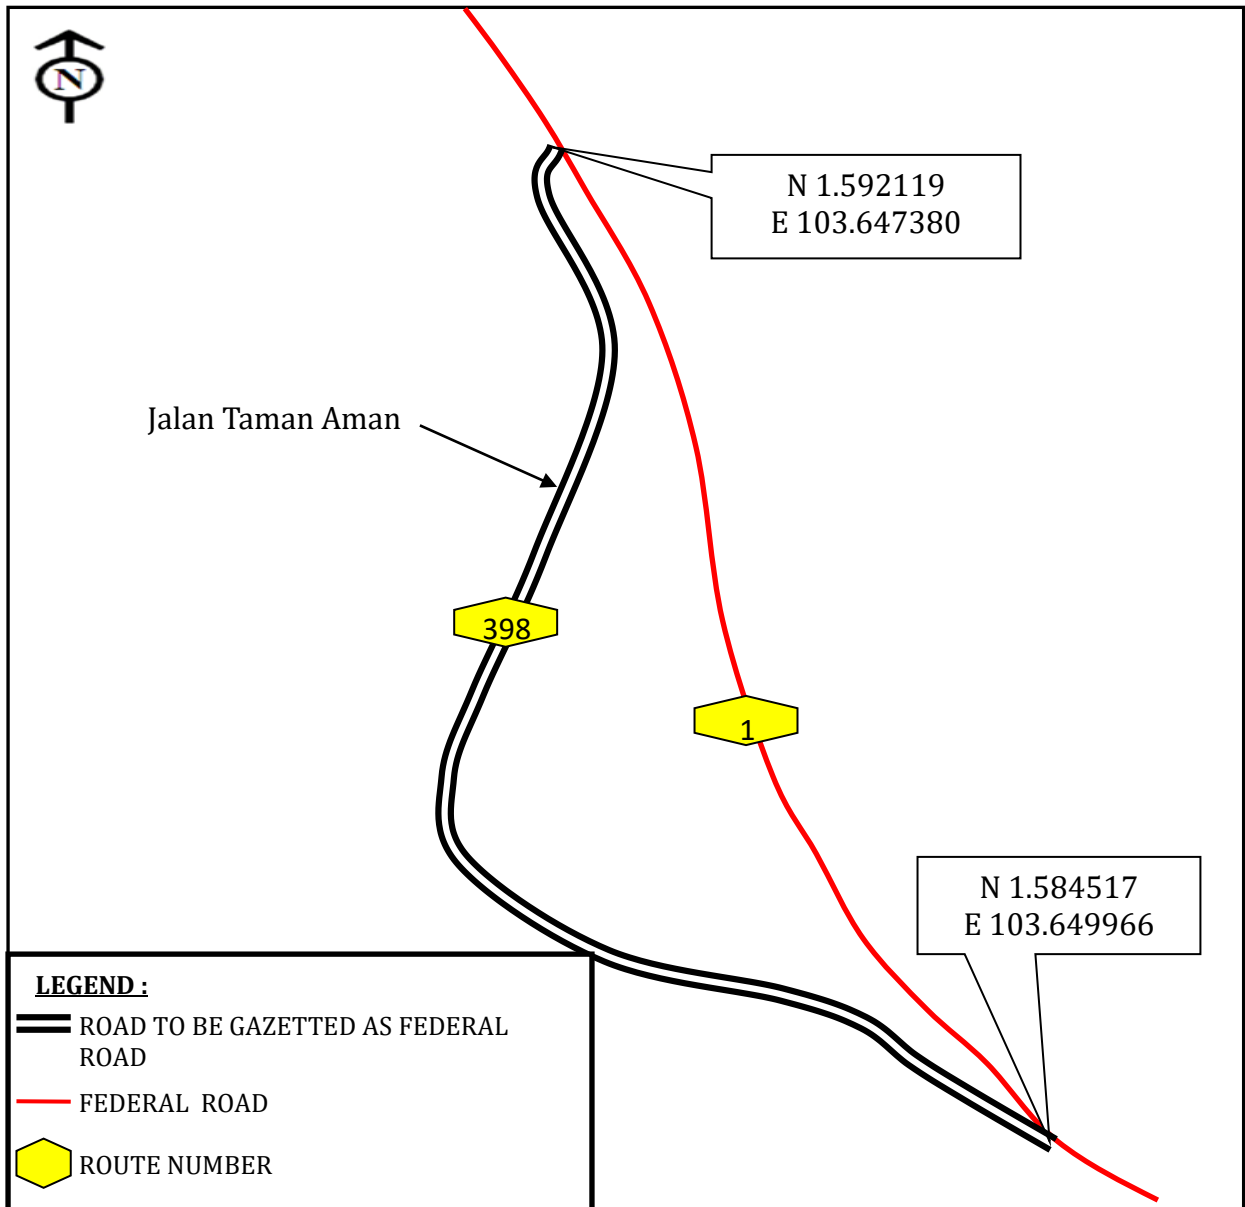 N
N 1.592119
E 103.647380
Jalan Taman Aman
398
1
N 1.584517
E 103.649966
LEGEND :
ROAD TO BE GAZETTED AS FEDERAL
ROAD
FEDERAL ROAD
ROUTE NUMBER